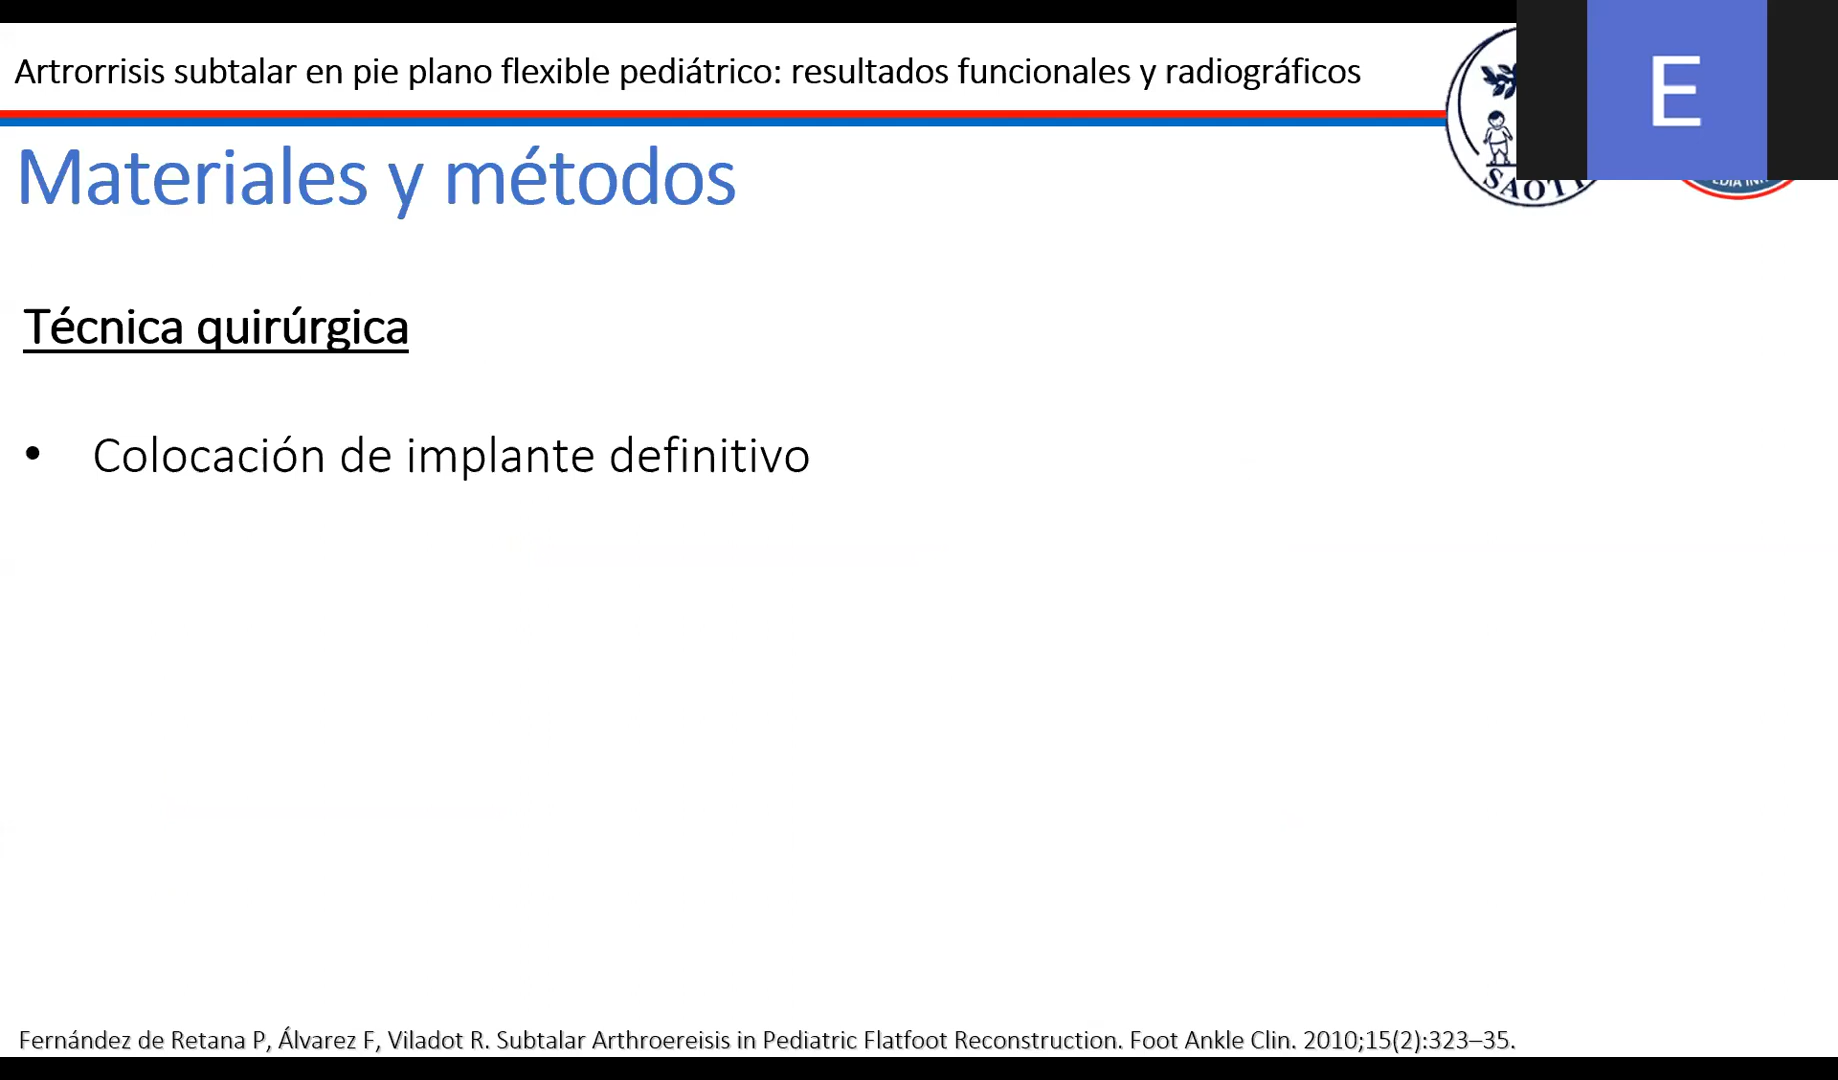 Artrorrisis subtalar en pie plano flexible pediátrico: resultados funcionales y radiográficos
E
SAOTI
Materiales y métodos
Técnica quirúrgica
• Colocación de implante definitivo
Fernández de Retana P, Álvarez F, Viladot R. Subtalar Arthroereisis in Pediatric Flatfoot Reconstruction. Foot Ankle Clin. 2010;15(2):323–35.